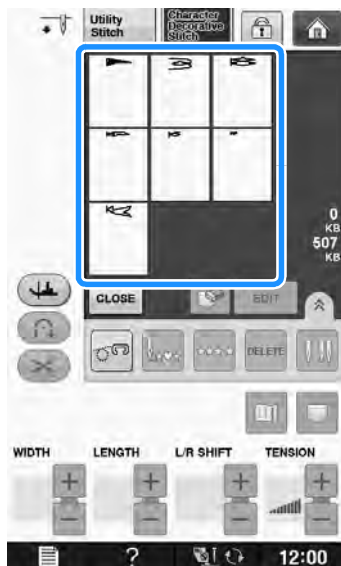 Utility
Stitch
Character
Decorative
Stitch
0
KB
507
KB
CLOSE
EDIT
DELETE
WIDTH
LENGTH
L/R SHIFT
TENSION
+ + + +
- - - -
?
12:00